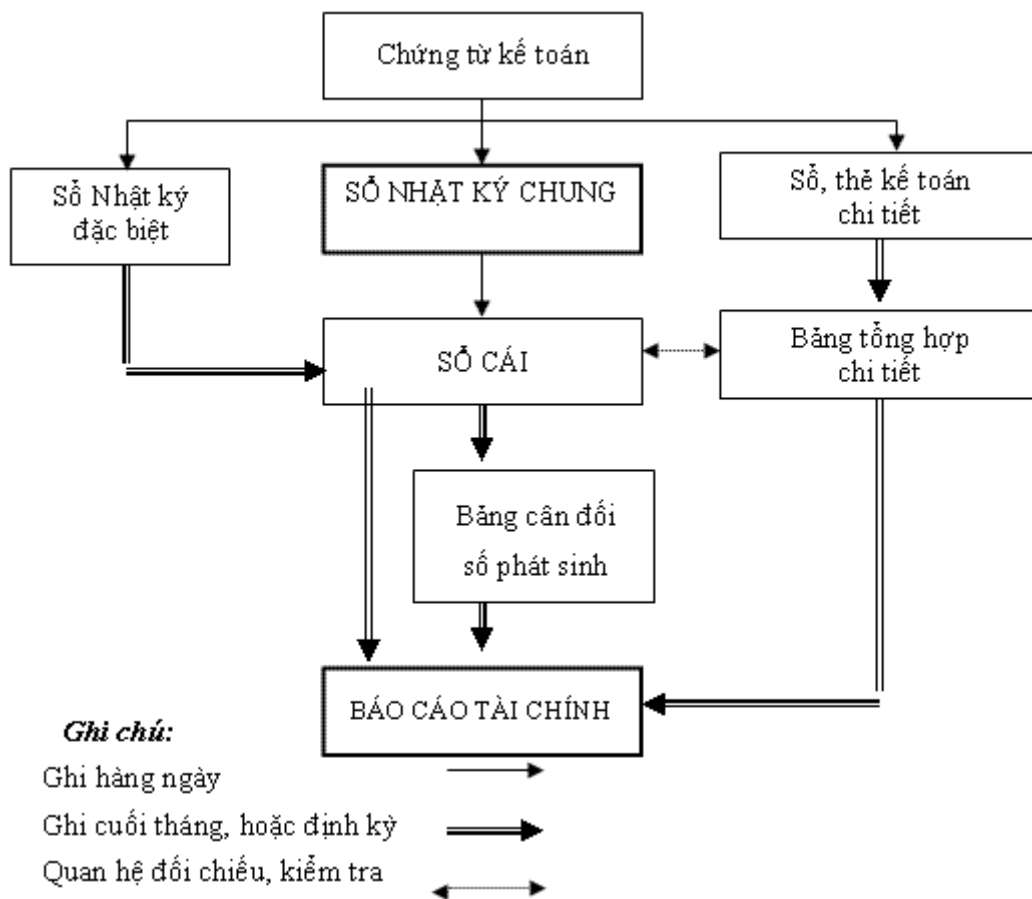 Chứng từ kế toán
Sổ Nhật ký
đặc biệt
SỔ NHẬT KÝ CHUNG
Sổ, thẻ kế toán
chi tiết
SỔ CÁI
Bảng tổng hợp
chi tiết
Bảng cân đối
số phát sinh
BÁO CÁO TÀI CHÍNH
Ghi chú:
Ghi hàng ngày
Ghi cuối tháng, hoặc định kỳ
Quan hệ đối chiếu, kiểm tra